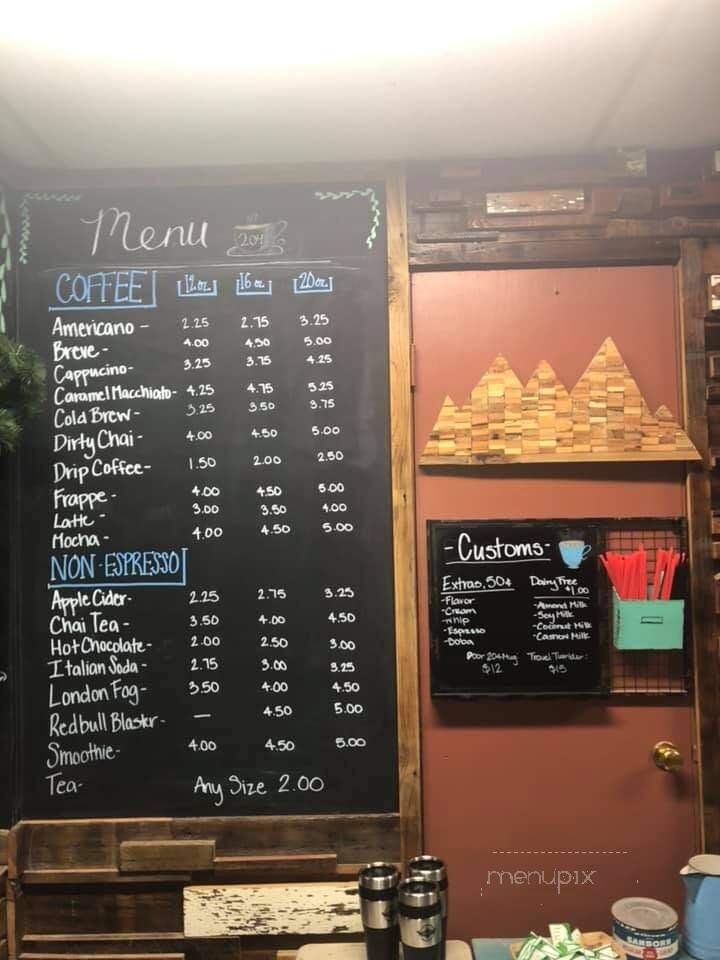 Menu 204
COFFEE 12oz. 16oz. 20oz.
Americano - 2.25 2.75 3.25
Breve - 4.00 4.50 5.00
Cappucino- 3.25 3.75 4.25
Caramel Macchiato- 4.25 4.75 5.25
Cold Brew- 3.25 3.50 3.75
Dirty Chai- 4.00 4.50 5.00
Drip Coffee- 1.50 2.00 2.50
Frappe - 4.00 4.50 5.00
Latte - 3.00 3.50 4.00
Mocha - 4.00 4.50 5.00
NON-ESPRESSO
Apple Cider- 2.25 2.75 3.25
Chai Tea - 3.50 4.00 4.50
Hot Chocolate- 2.00 2.50 3.00
Italian Soda- 2.75 3.00 3.25
London Fog- 3.50 4.00 4.50
Redbull Blaster- — 4.50 5.00
Smoothie- 4.00 4.50 5.00
Tea- Any Size 2.00
-Customs-
Extras .50¢ Dairy Free
$1.00
-Flavor -Almond Milk
-Cream -Soy Milk
-Whip -Coconut Milk
-Espresso -Cashew Milk
-Boba
Door 204 Mug Travel Tumbler:
$12 $15
menupix
SANBORN